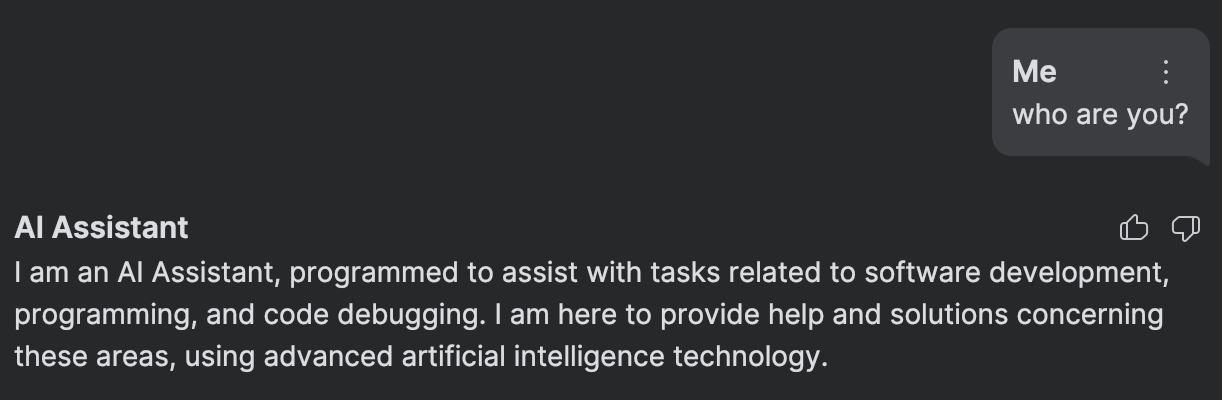 Me
who are you?
AI Assistant
I am an AI Assistant, programmed to assist with tasks related to software development,
programming, and code debugging. I am here to provide help and solutions concerning
these areas, using advanced artificial intelligence technology.